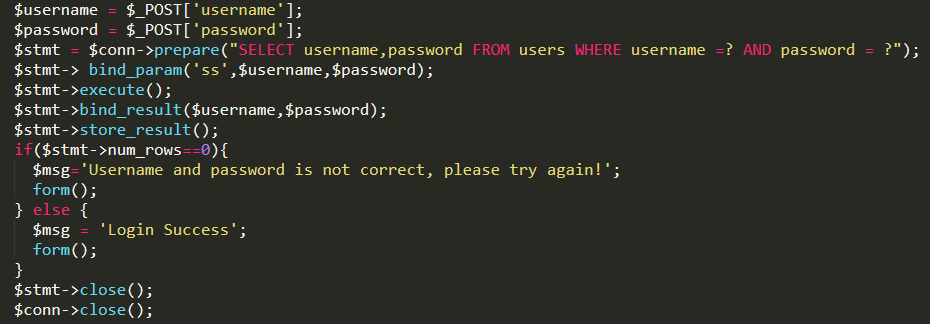 $username = $_POST['username'];
$password = $_POST['password'];
$stmt = $conn->prepare("SELECT username,password FROM users WHERE username =? AND password = ?");
$stmt-> bind_param('ss',$username,$password);
$stmt->execute();
$stmt->bind_result($username,$password);
$stmt->store_result();
if($stmt->num_rows==0){
  $msg='Username and password is not correct, please try again!';
  form();
} else {
  $msg = 'Login Success';
  form();
}
$stmt->close();
$conn->close();